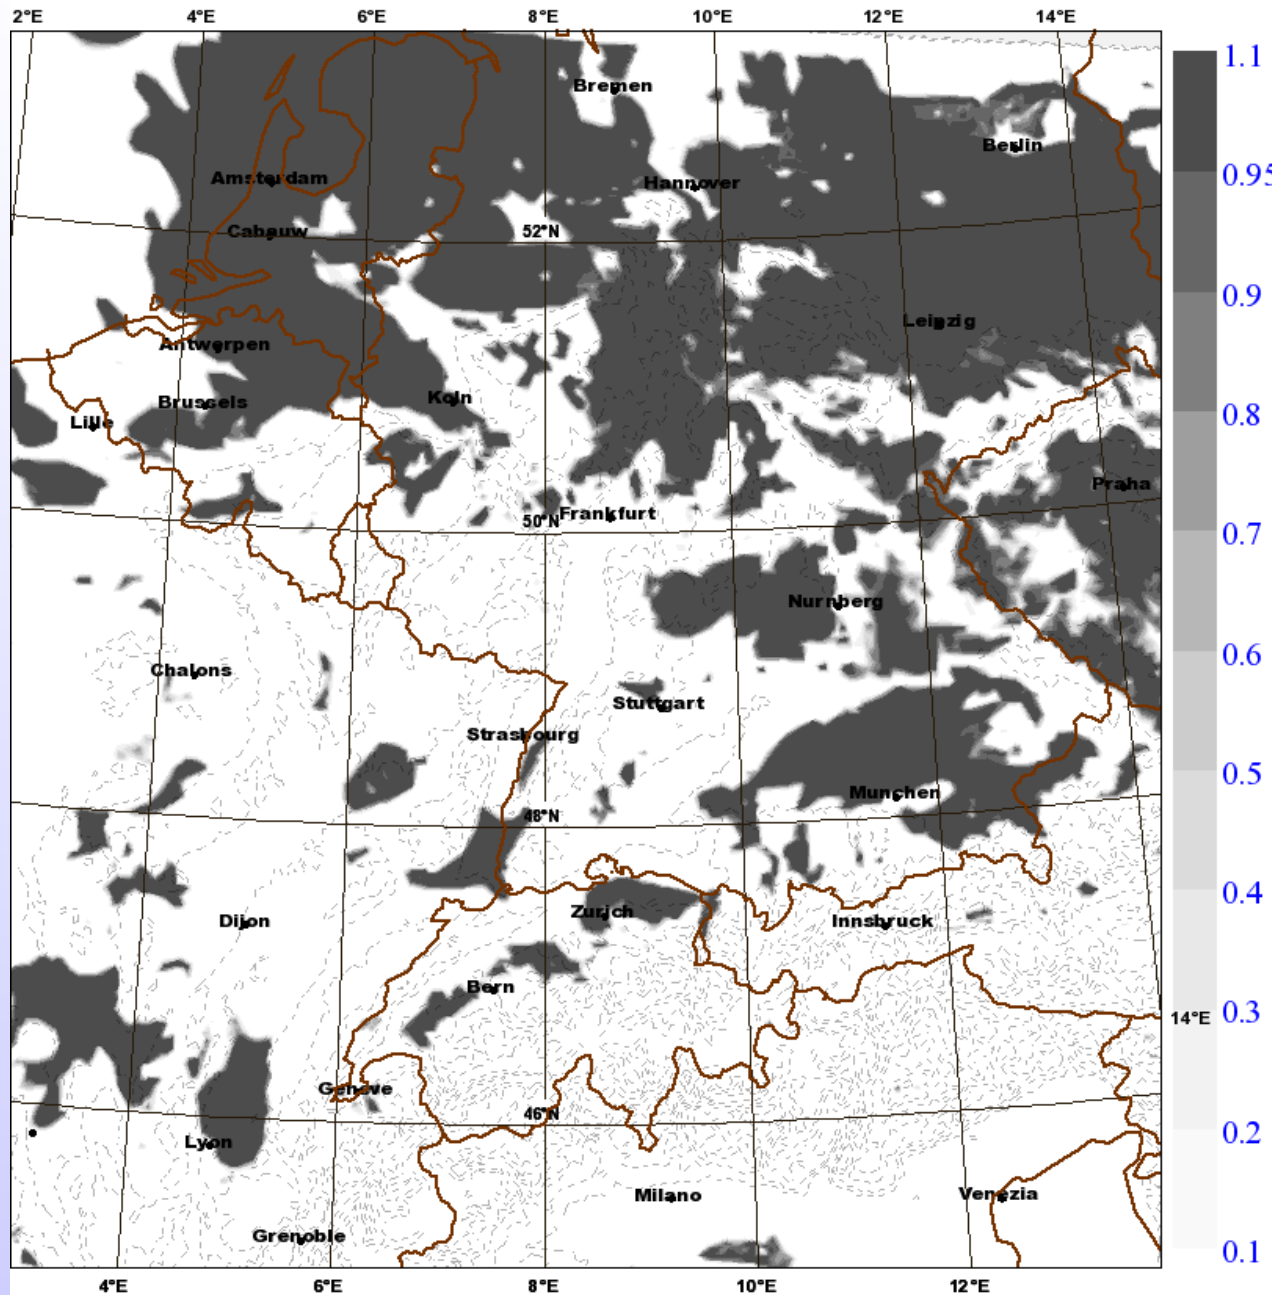 2°E 4°E 6°E 8°E 10°E 12°E 14°E
1.1
Bremen
Berlin
0.95
Amsterdam
Hannover
Cabauw
52°N
0.9
Leipzig
Antwerpen
Koln
Brussels
0.8
Lille
Praha
50°N
Frankfurt
0.7
Nurnberg
0.6
Chalons
Stuttgart
Strasbourg
0.5
Munchen
48°N
0.4
Zurich
Dijon
Innsbruck
Bern
0.3
14°E
Geneve
46°N
0.2
Lyon
Milano
Venezia
Grenoble
0.1
4°E 6°E 8°E 10°E 12°E